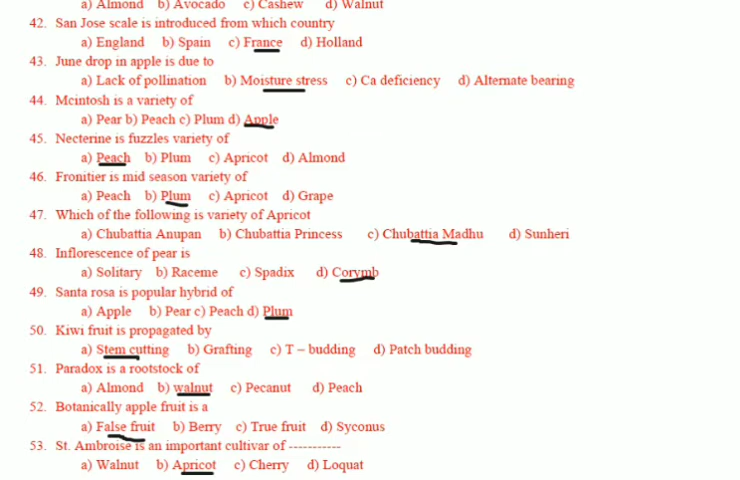 a) Almond b) Avocado c) Cashew d) Walnut
42. San Jose scale is introduced from which country
a) England b) Spain c) France d) Holland
43. June drop in apple is due to
a) Lack of pollination b) Moisture stress c) Ca deficiency d) Alternate bearing
44. Mcintosh is a variety of
a) Pear b) Peach c) Plum d) Apple
45. Necterine is fuzzles variety of
a) Peach b) Plum c) Apricot d) Almond
46. Fronitier is mid season variety of
a) Peach b) Plum c) Apricot d) Grape
47. Which of the following is variety of Apricot
a) Chubattia Anupan b) Chubattia Princess c) Chubattia Madhu d) Sunheri
48. Inflorescence of pear is
a) Solitary b) Raceme c) Spadix d) Corymb
49. Santa rosa is popular hybrid of
a) Apple b) Pear c) Peach d) Plum
50. Kiwi fruit is propagated by
a) Stem cutting b) Grafting c) T – budding d) Patch budding
51. Paradox is a rootstock of
a) Almond b) walnut c) Pecanut d) Peach
52. Botanically apple fruit is a
a) False fruit b) Berry c) True fruit d) Syconus
53. St. Ambroise is an important cultivar of -----------
a) Walnut b) Apricot c) Cherry d) Loquat